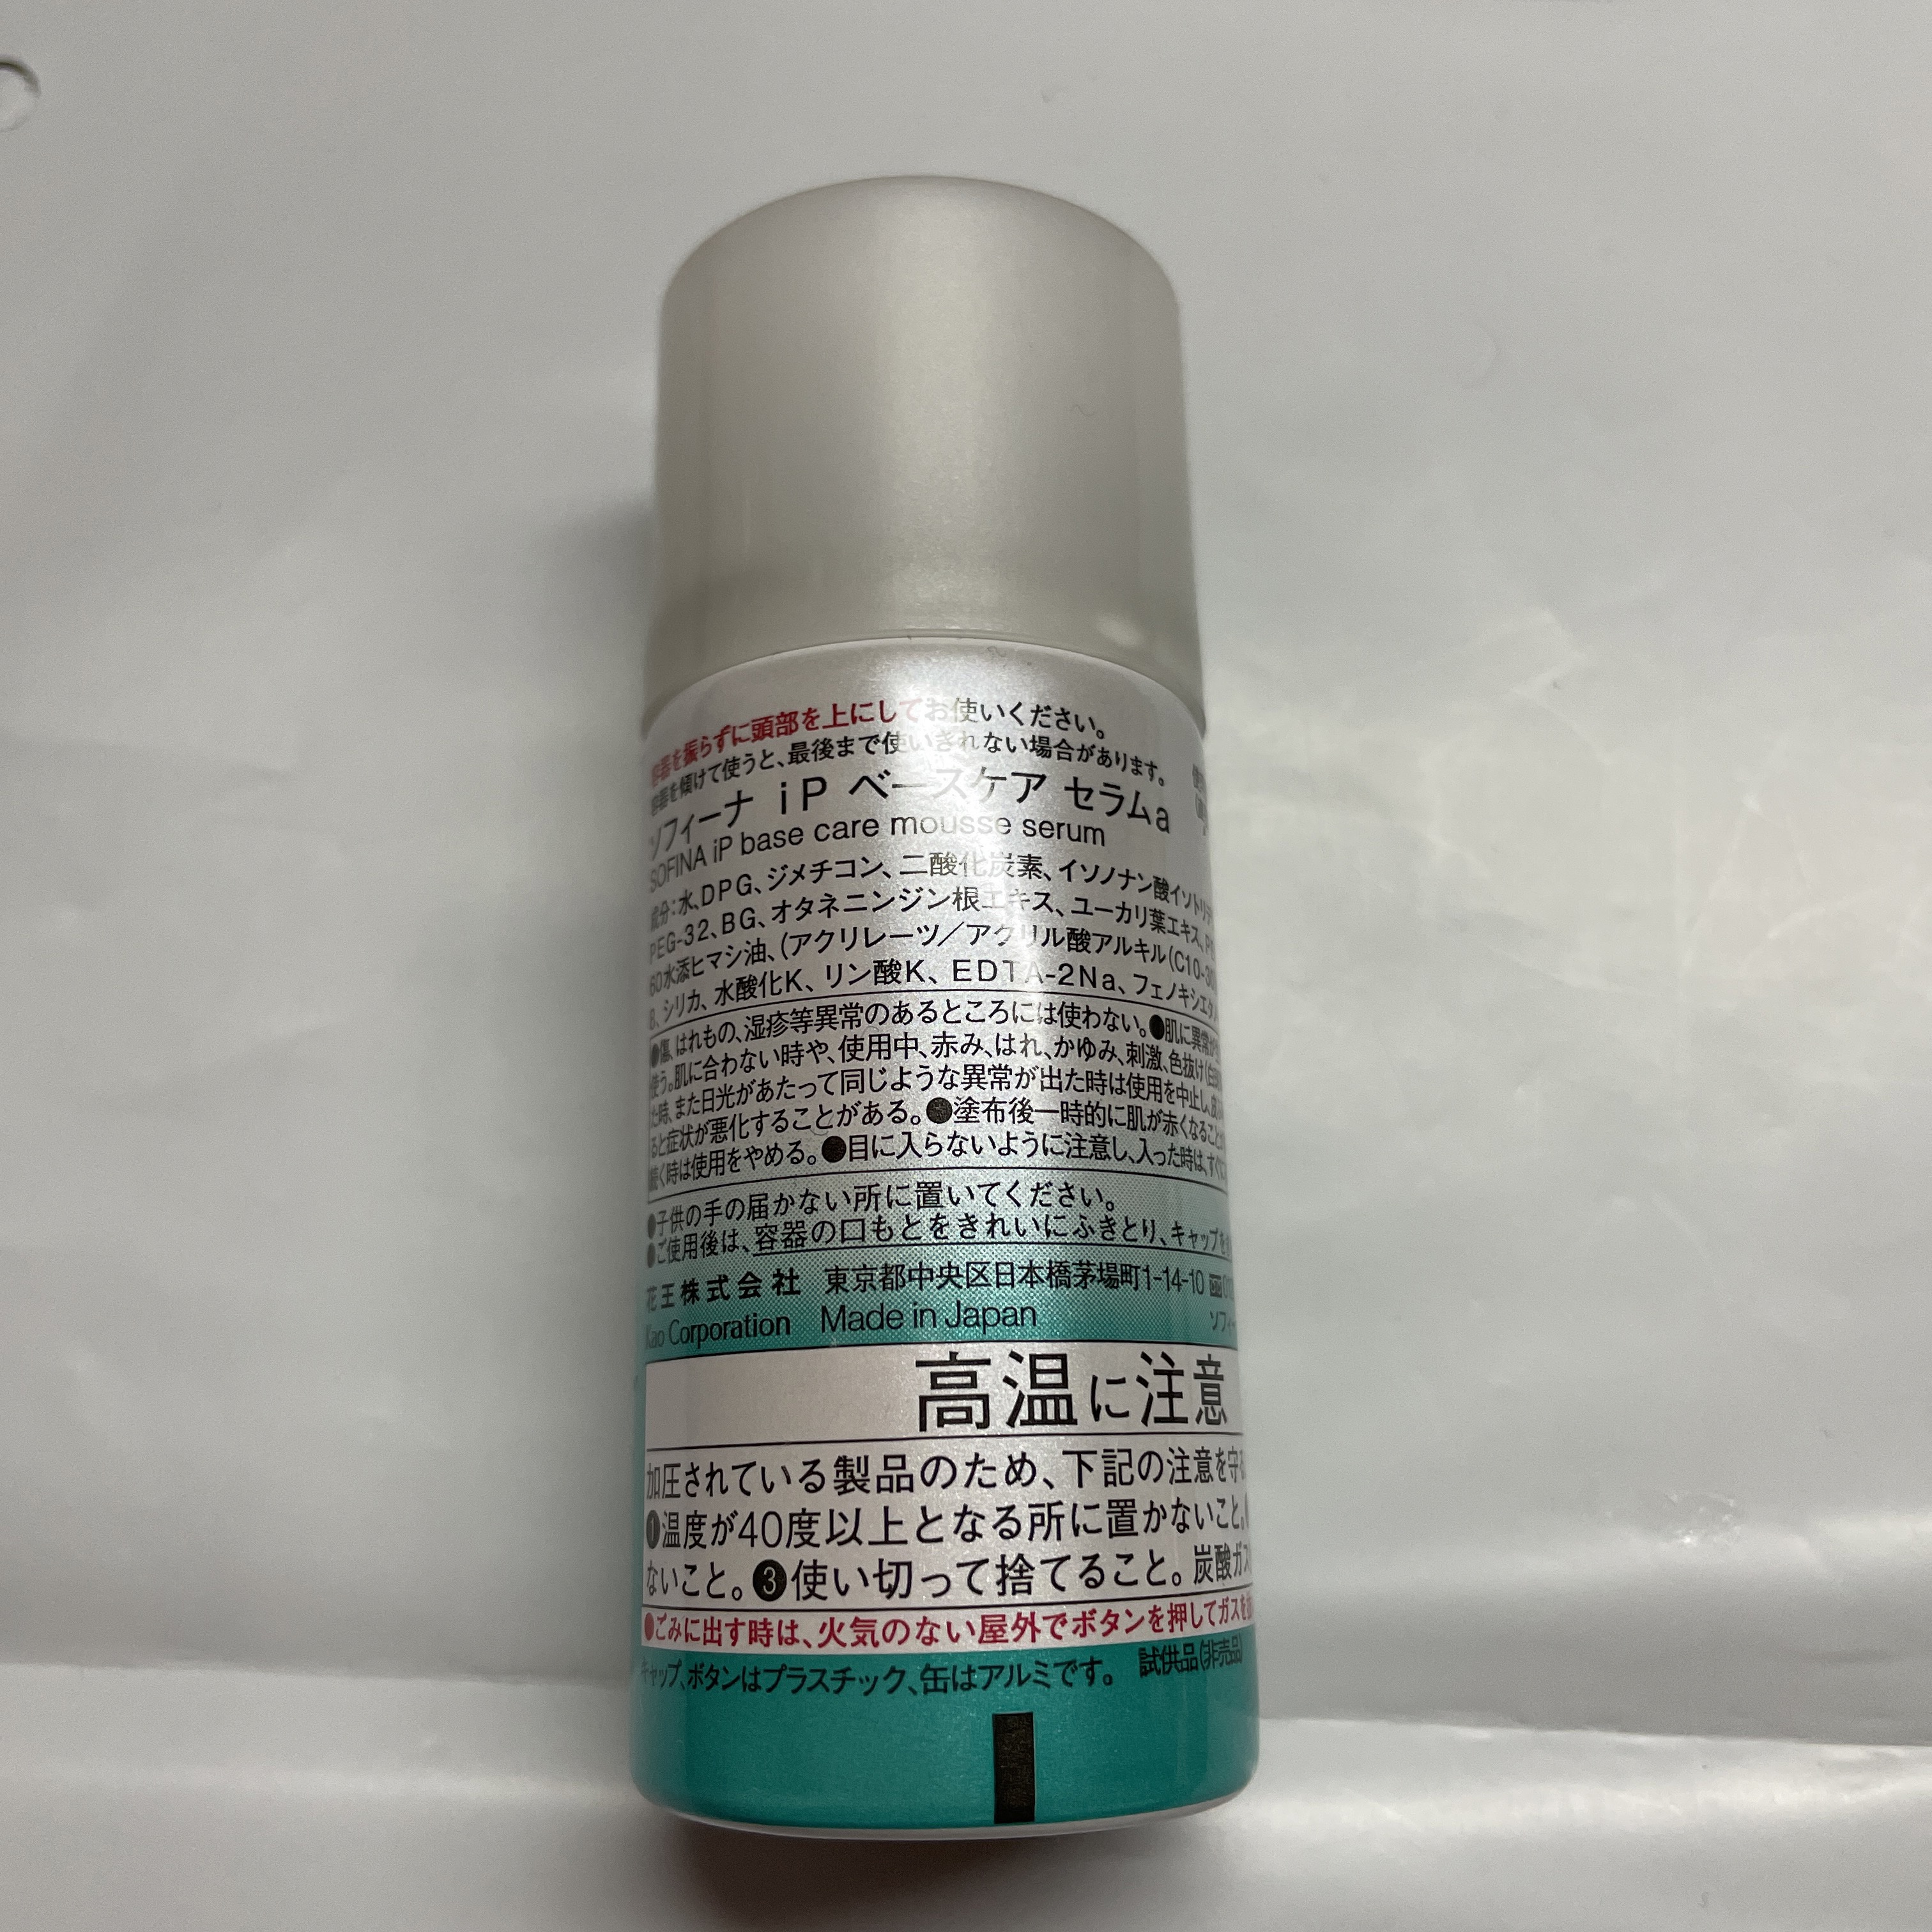 容器を振らずに頭部を上にしてお使いください。
容器を傾けて使うと、最後まで使いきれない場合があります。
ソフィーナ iP ベースケア セラムa
SOFINA iP base care mousse serum
成分：水、DPG、ジメチコン、二酸化炭素、イソノナン酸イソトリデ
PEG-32、BG、オタネニンジン根エキス、ユーカリ葉エキス、
60水添ヒマシ油、（アクリレーツ／アクリル酸アルキル（C10-30
シリカ、水酸化K、リン酸K、EDTA-2Na、フェノキシエタノ
●傷、はれもの、湿疹等異常のあるところには使わない。●肌に異常が
使う。肌に合わない時や、使用中、赤み、はれ、かゆみ、刺激、色抜け（白斑
た時、また日光があたって同じような異常が出た時は使用を中止し、
ると症状が悪化することがある。●塗布後一時的に肌が赤くなること
続く時は使用をやめる。●目に入らないように注意し、入った時は、すぐに
●子供の手の届かない所に置いてください。
●ご使用後は、容器の口もとをきれいにふきとり、キャップを
花王株式会社 東京都中央区日本橋茅場町1-14-10
Kao Corporation Made in Japan ソフィー
高温に注意
加圧されている製品のため、下記の注意を守る
❶温度が40度以上となる所に置かないこと。
ないこと。❸使い切って捨てること。炭酸ガス
●ごみに出す時は、火気のない屋外でボタンを押してガスを
キャップ、ボタンはプラスチック、缶はアルミです。 試供品（非売品）